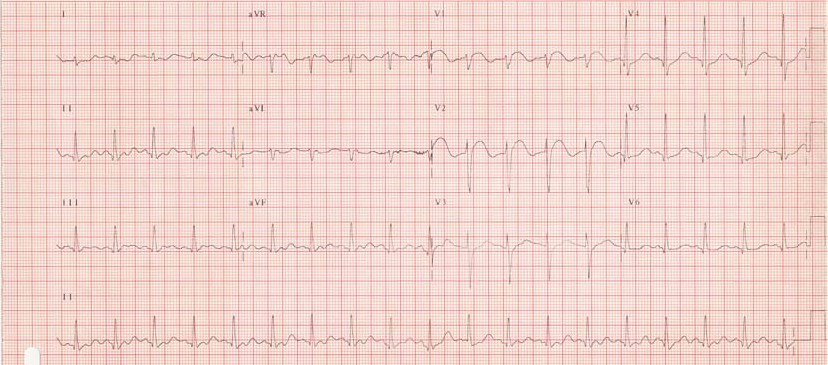 I aVR V1 V4
II aVL V2 V5
III aVF V3 V6
II